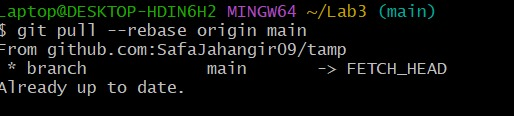 Laptop@DESKTOP-HDIN6H2 MINGW64 ~/Lab3 (main)
$ git pull --rebase origin main
From github.com:SafaJahangir09/tamp
 * branch            main       -> FETCH_HEAD
Already up to date.